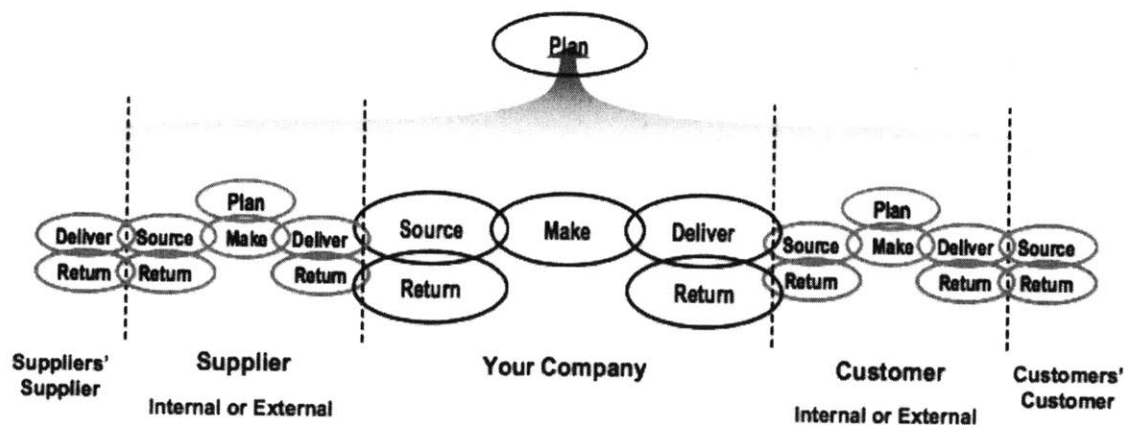 Plan
Plan
Deliver Source Make Deliver
Return Return Return
Source Make Deliver
Return Return
Plan
Source Make Deliver Source
Return Return Return
Suppliers'
Supplier
Supplier
Internal or External
Your Company
Customer
Internal or External
Customers'
Customer